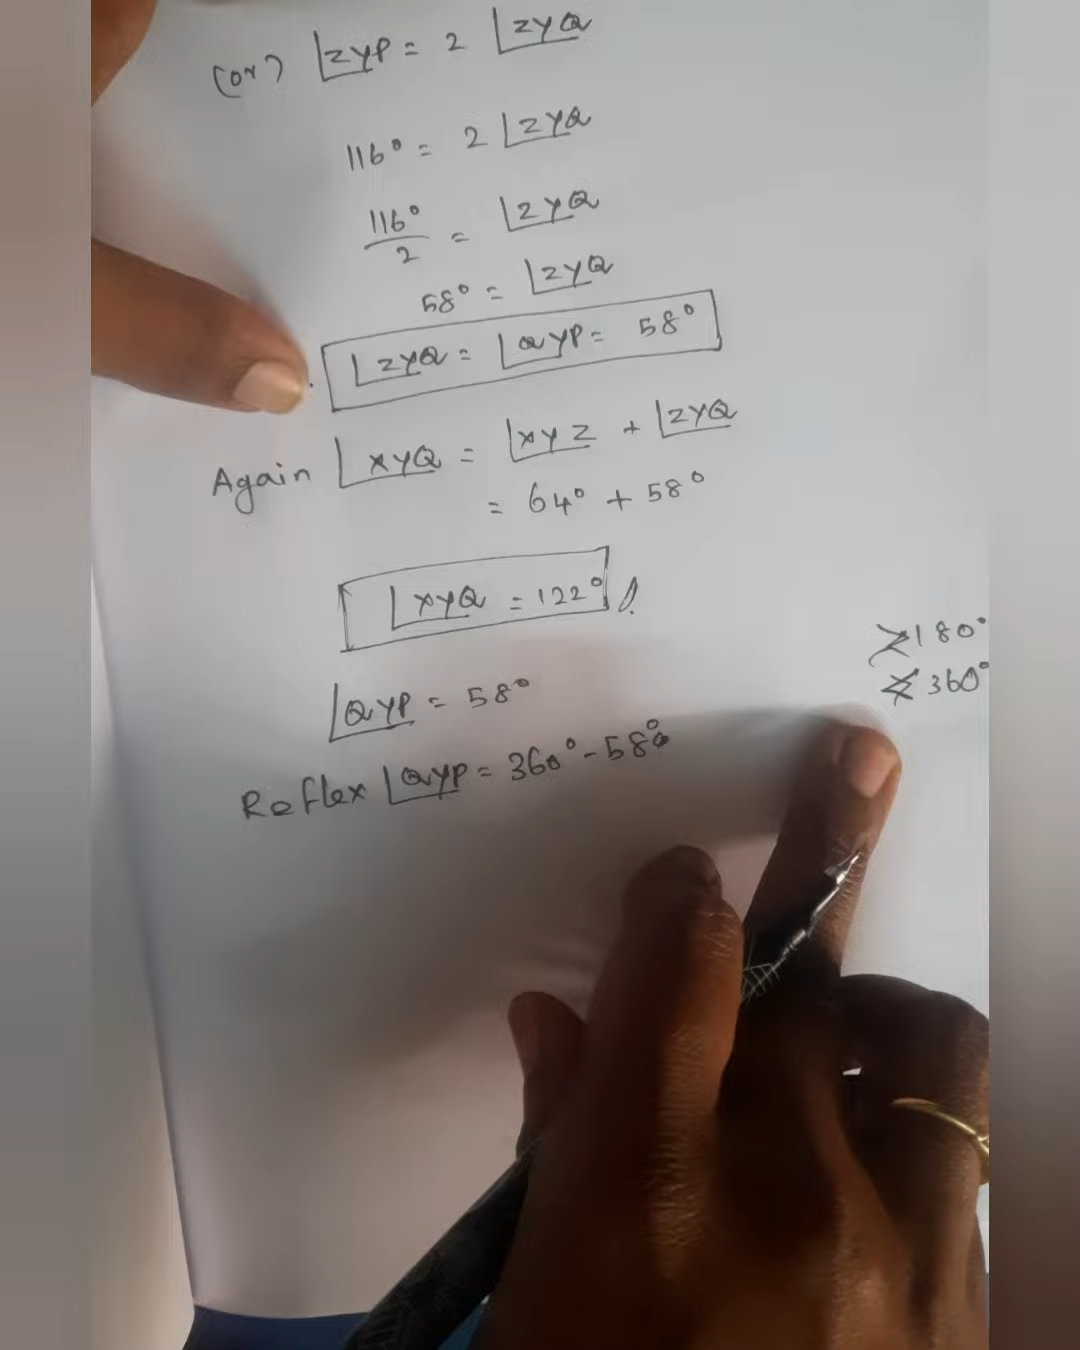 (or) ∠ZYP = 2 ∠ZYQ
116° = 2 ∠ZYQ
116°/2 = ∠ZYQ
58° = ∠ZYQ
∠ZYQ = ∠QYP = 58°
Again ∠XYQ = ∠XYZ + ∠ZYQ
= 64° + 58°
∠XYQ = 122°
>180°
<360°
∠QYP = 58°
Reflex ∠QYP = 360° - 58°